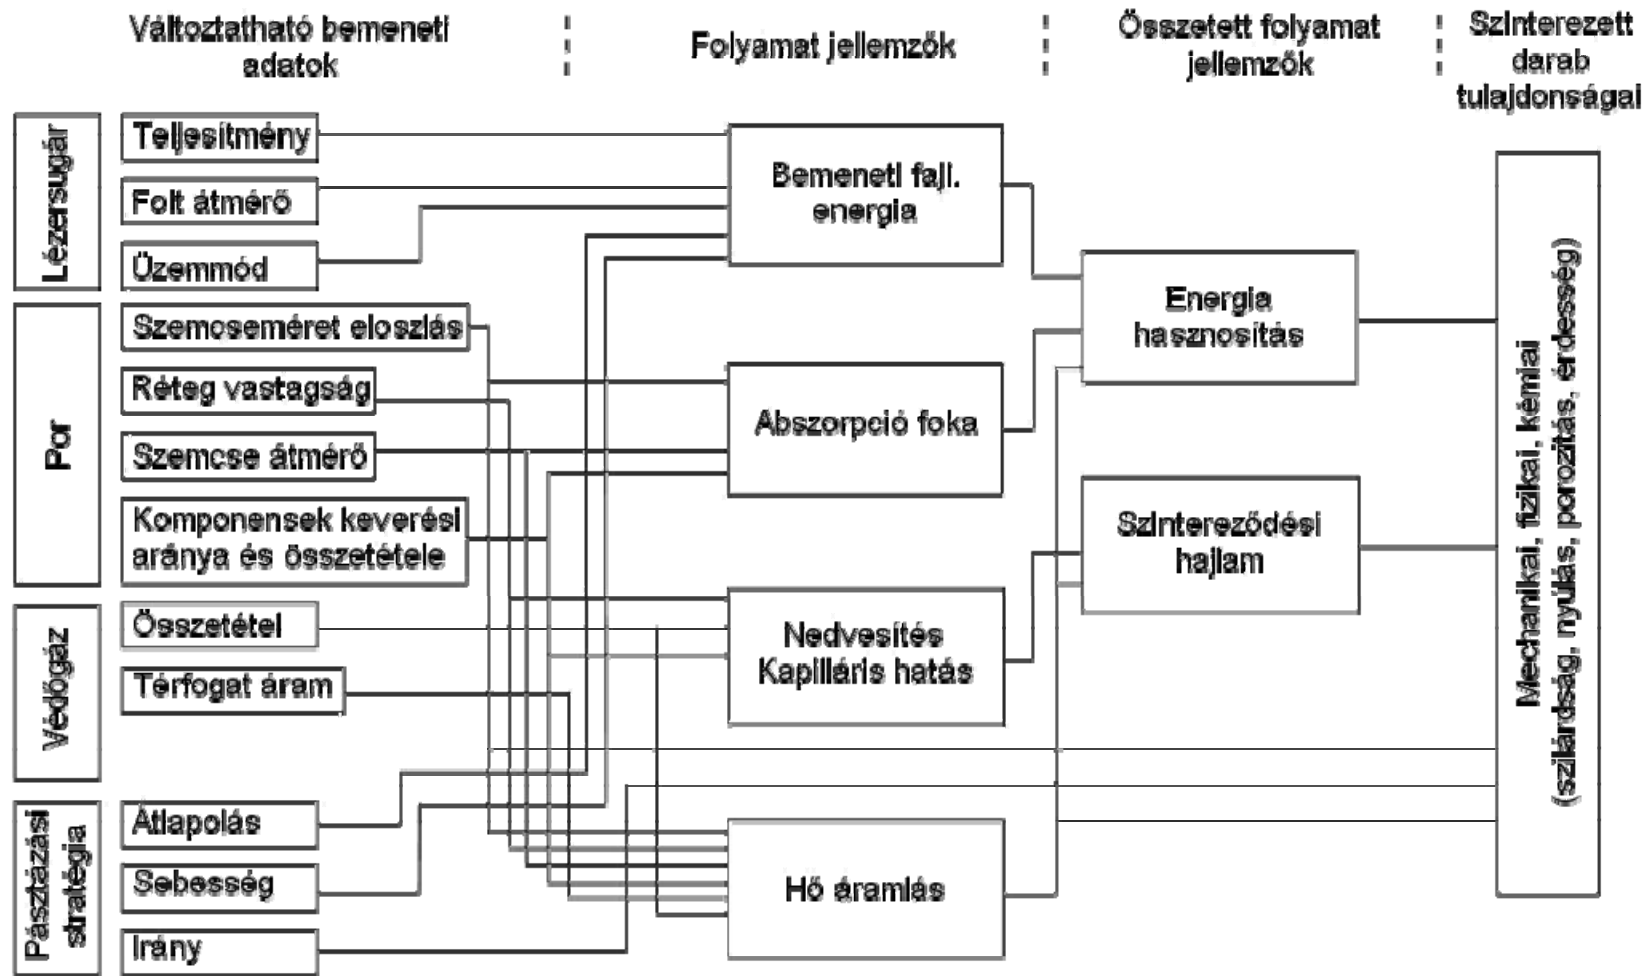 Változtatható bemeneti
adatok
Folyamat jellemzők
Összetett folyamat
jellemzők
Szinterezett
darab
tulajdonságai
Lézersugár
Teljesítmény
Folt átmérő
Üzemmód
Por
Szemcseméret eloszlás
Réteg vastagság
Szemcse átmérő
Komponensek keverési
aránya és összetétele
Védőgáz
Összetétel
Térfogat áram
Pásztázási
stratégia
Átlapolás
Sebesség
Irány
Bemeneti fajl.
energia
Abszorpció foka
Nedvesítés
Kapilláris hatás
Hő áramlás
Energia
hasznosítás
Szintereződési
hajlam
Mechanikai, fizikai, kémiai
(szilárdság, nyúlás, porozitás, érdesség)